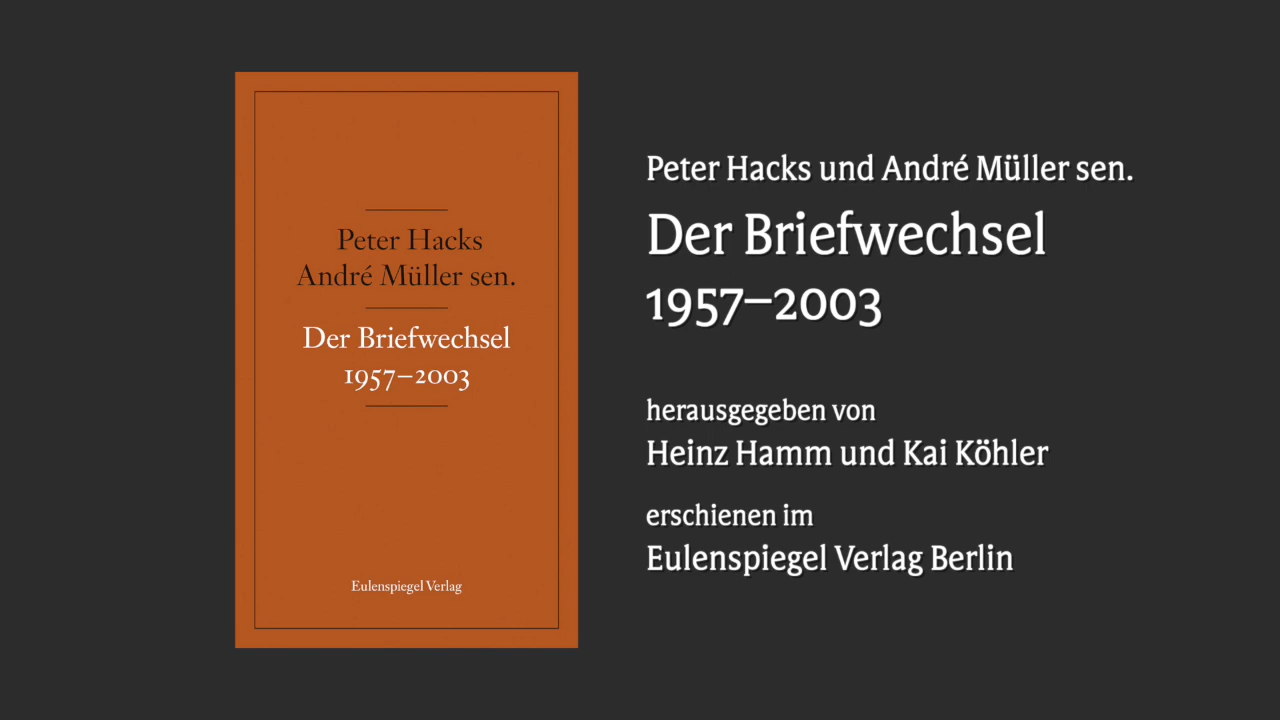 Peter Hacks
André Müller sen.
Der Briefwechsel
1957–2003
Eulenspiegel Verlag
Peter Hacks und André Müller sen.
Der Briefwechsel
1957–2003
herausgegeben von
Heinz Hamm und Kai Köhler
erschienen im
Eulenspiegel Verlag Berlin